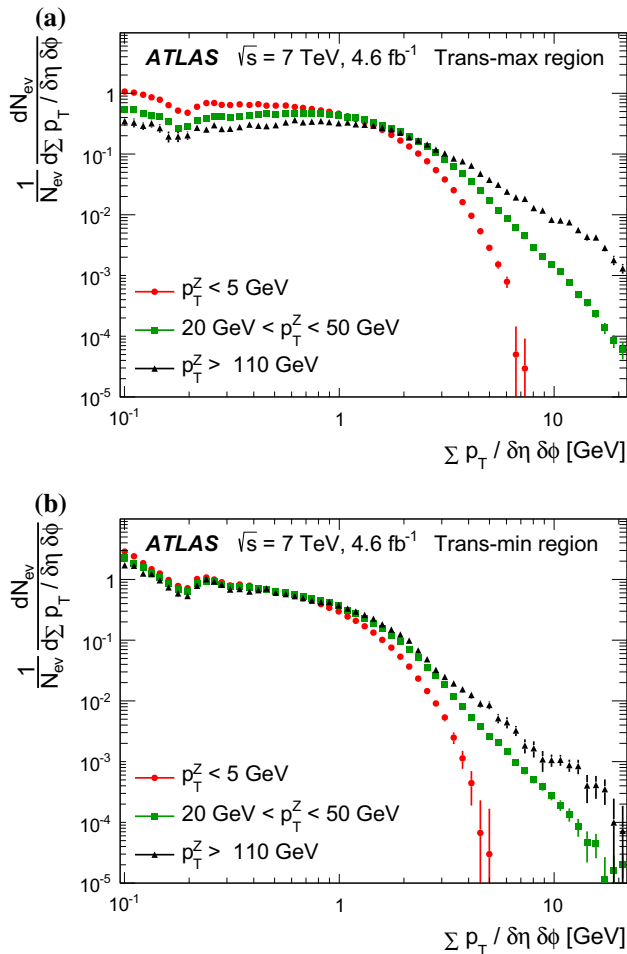 (a)
ATLAS √s = 7 TeV, 4.6 fb⁻¹ Trans-max region
1/N_ev dN_ev/d∑ p_T / δη δϕ
1
10⁻¹
10⁻²
10⁻³
10⁻⁴
10⁻⁵
p_T^Z < 5 GeV
20 GeV < p_T^Z < 50 GeV
p_T^Z > 110 GeV
10⁻¹ 1 10
∑ p_T / δη δϕ [GeV]
(b)
ATLAS √s = 7 TeV, 4.6 fb⁻¹ Trans-min region
1/N_ev dN_ev/d∑ p_T / δη δϕ
1
10⁻¹
10⁻²
10⁻³
10⁻⁴
10⁻⁵
p_T^Z < 5 GeV
20 GeV < p_T^Z < 50 GeV
p_T^Z > 110 GeV
10⁻¹ 1 10
∑ p_T / δη δϕ [GeV]